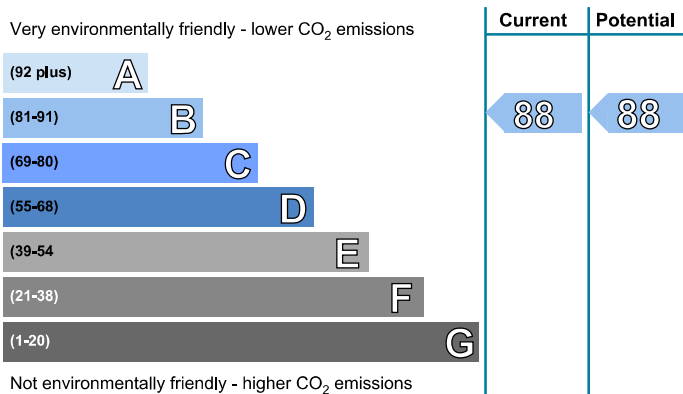 Very environmentally friendly - lower CO2 emissions
Current
Potential
(92 plus) A
(81-91) B
88
88
(69-80) C
(55-68) D
(39-54 E
(21-38) F
(1-20) G
Not environmentally friendly - higher CO2 emissions